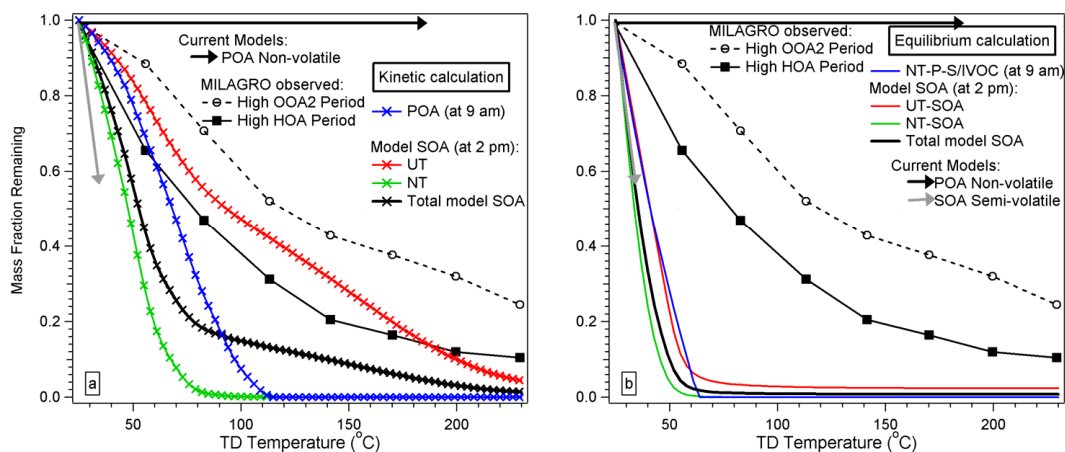 1.0
0.8
0.6
0.4
0.2
0.0
Mass Fraction Remaining
50
100
150
200
TD Temperature (°C)
a
Current Models:
POA Non-volatile
MILAGRO observed:
High OOA2 Period
High HOA Period
Kinetic calculation
POA (at 9 am)
Model SOA (at 2 pm):
UT
NT
Total model SOA
1.0
0.8
0.6
0.4
0.2
0.0
50
100
150
200
TD Temperature (°C)
b
MILAGRO observed:
High OOA2 Period
High HOA Period
Equilibrium calculation
NT-P-S/IVOC (at 9 am)
Model SOA (at 2 pm):
UT-SOA
NT-SOA
Total model SOA
Current Models:
POA Non-volatile
SOA Semi-volatile